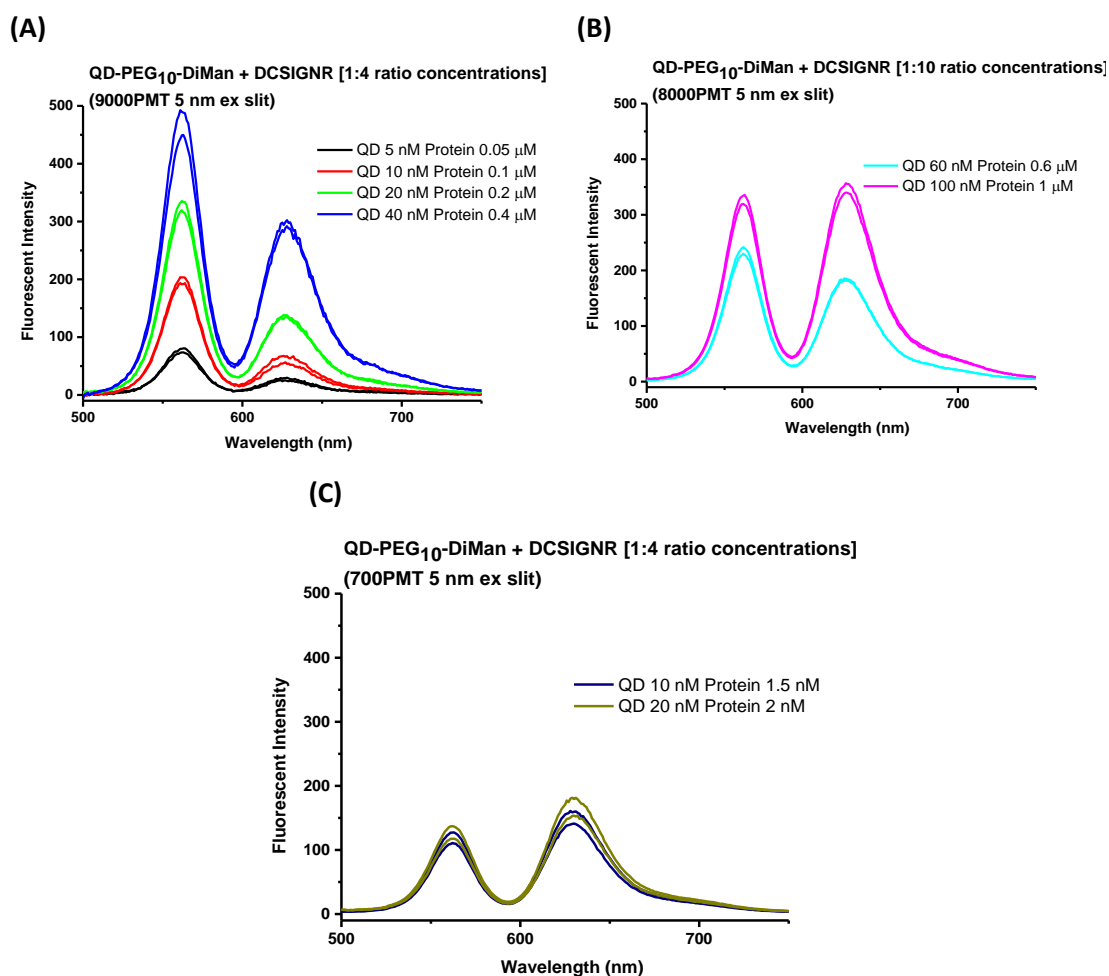 (A)
QD-PEG10-DiMan + DCSIGNR [1:4 ratio concentrations]
(9000PMT 5 nm ex slit)
500
400
300
200
100
0
Fluorescent Intensity
QD 5 nM Protein 0.05 μM
QD 10 nM Protein 0.1 μM
QD 20 nM Protein 0.2 μM
QD 40 nM Protein 0.4 μM
500 600 700
Wavelength (nm)
(B)
QD-PEG10-DiMan + DCSIGNR [1:10 ratio concentrations]
(8000PMT 5 nm ex slit)
500
400
300
200
100
0
Fluorescent Intensity
QD 60 nM Protein 0.6 μM
QD 100 nM Protein 1 μM
500 600 700
Wavelength (nm)
(C)
QD-PEG10-DiMan + DCSIGNR [1:4 ratio concentrations]
(700PMT 5 nm ex slit)
500
400
300
200
100
0
Fluorescent Intensity
QD 10 nM Protein 1.5 nM
QD 20 nM Protein 2 nM
500 600 700
Wavelength (nm)